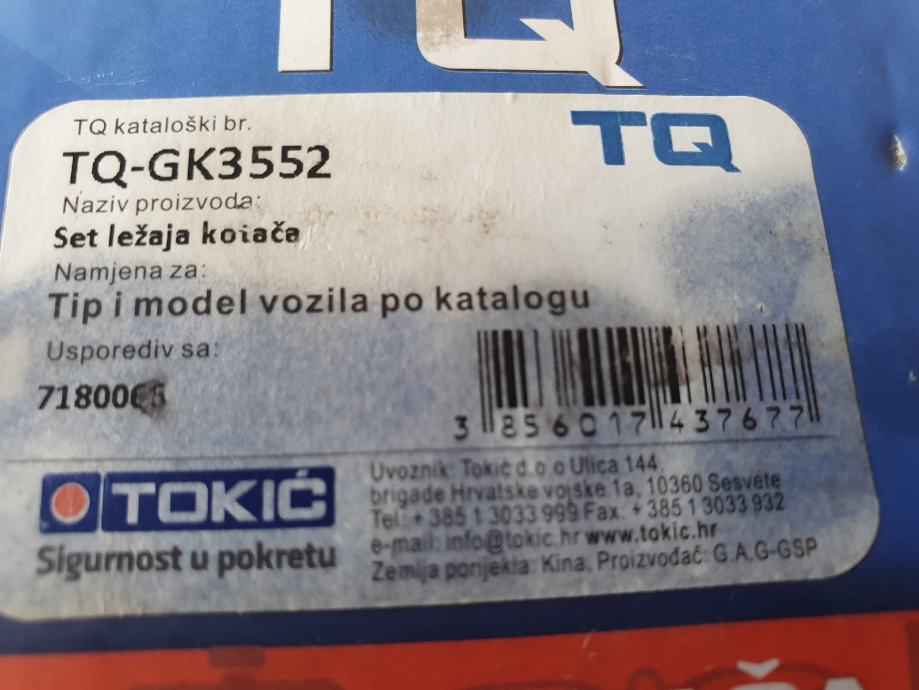 TQ
TQ kataloški br.
TQ
TQ-GK3552
Naziv proizvoda:
Set ležaja kotača
Namjena za:
Tip i model vozila po katalogu
Usporediv sa:
3 856017 437677
TOKIĆ
Sigurnost u pokretu
Uvoznik: Tokić d.o.o Ulica 144.
brigade Hrvatske vojske 1a, 10360 Sesvete
Tel: + 385 1 3033 999 Fax: + 385 1 3033 932
e-mail: info@tokic.hr www.tokic.hr
Zemlja porijekla: Kina, Proizvođač: G.A.G-GSP